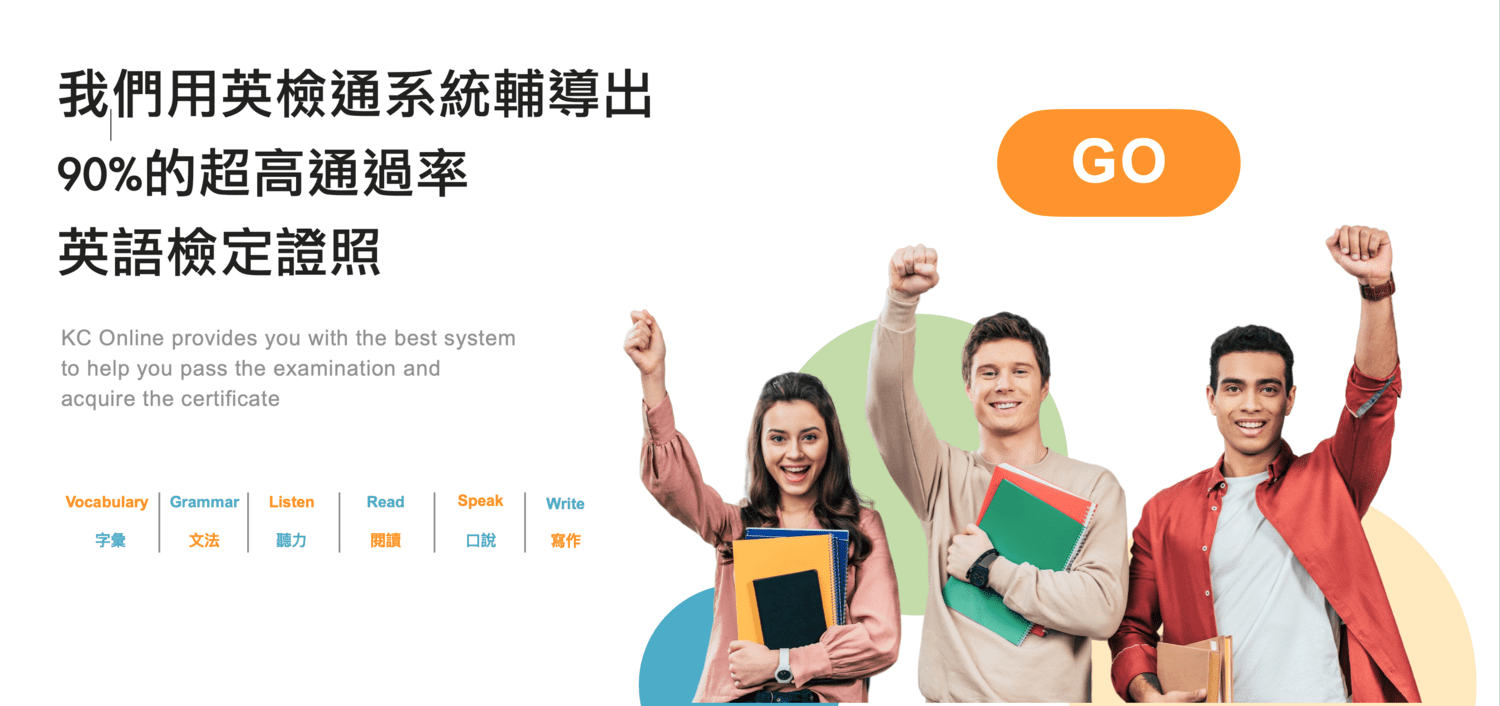 我們用英檢通系統輔導出
90%的超高通過率
英語檢定證照
KC Online provides you with the best system
to help you pass the examination and
acquire the certificate
Vocabulary Grammar Listen Read Speak Write
字彙 文法 聽力 閱讀 口說 寫作
GO